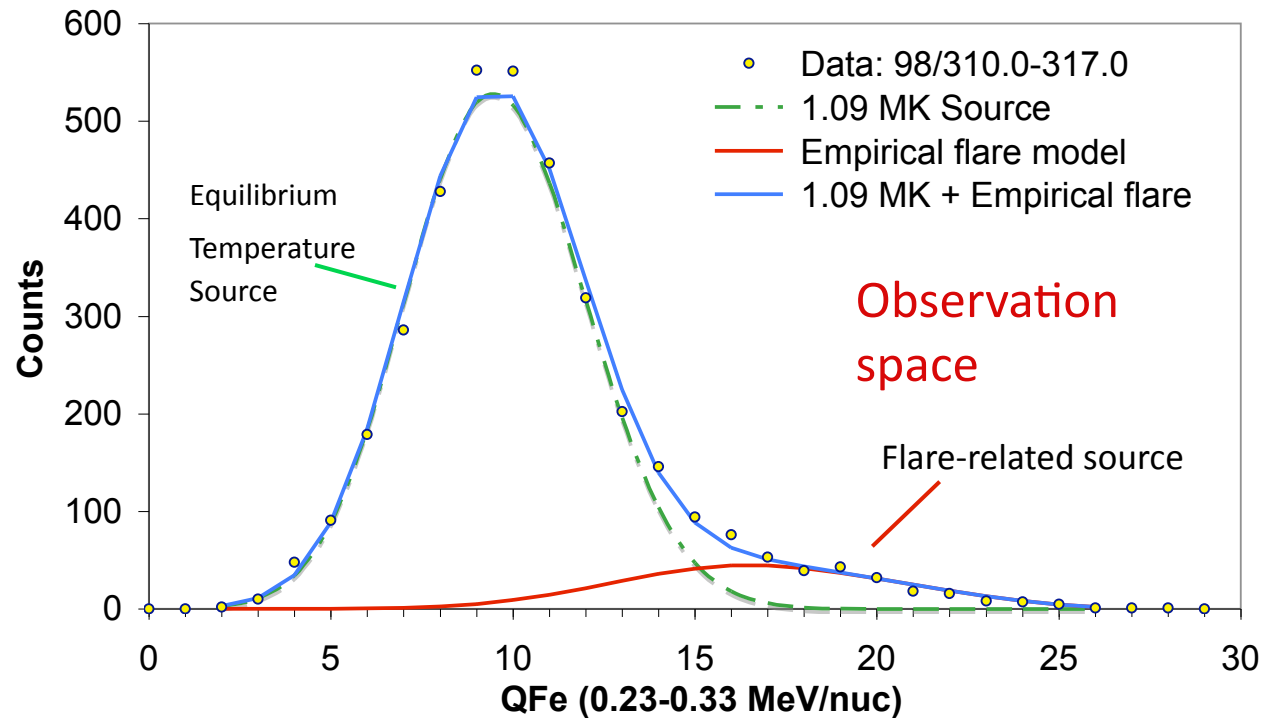 600
500
400
300
200
100
0
Counts
0
5
10
15
20
25
30
QFe (0.23-0.33 MeV/nuc)
Data: 98/310.0-317.0
1.09 MK Source
Empirical flare model
1.09 MK + Empirical flare
Equilibrium
Temperature
Source
Observation
space
Flare-related source